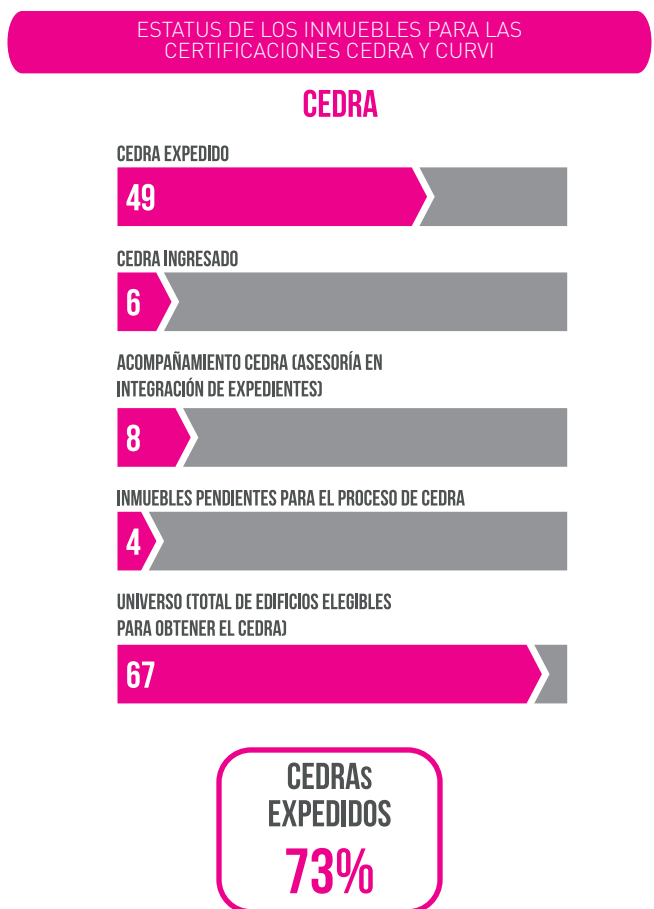 ESTATUS DE LOS INMUEBLES PARA LAS
CERTIFICACIONES CEDRA Y CURVI
CEDRA
CEDRA EXPEDIDO
49
CEDRA INGRESADO
6
ACOMPAÑAMIENTO CEDRA (ASESORÍA EN
INTEGRACIÓN DE EXPEDIENTES)
8
INMUEBLES PENDIENTES PARA EL PROCESO DE CEDRA
4
UNIVERSO (TOTAL DE EDIFICIOS ELEGIBLES
PARA OBTENER EL CEDRA)
67
CEDRAS
EXPEDIDOS
73%